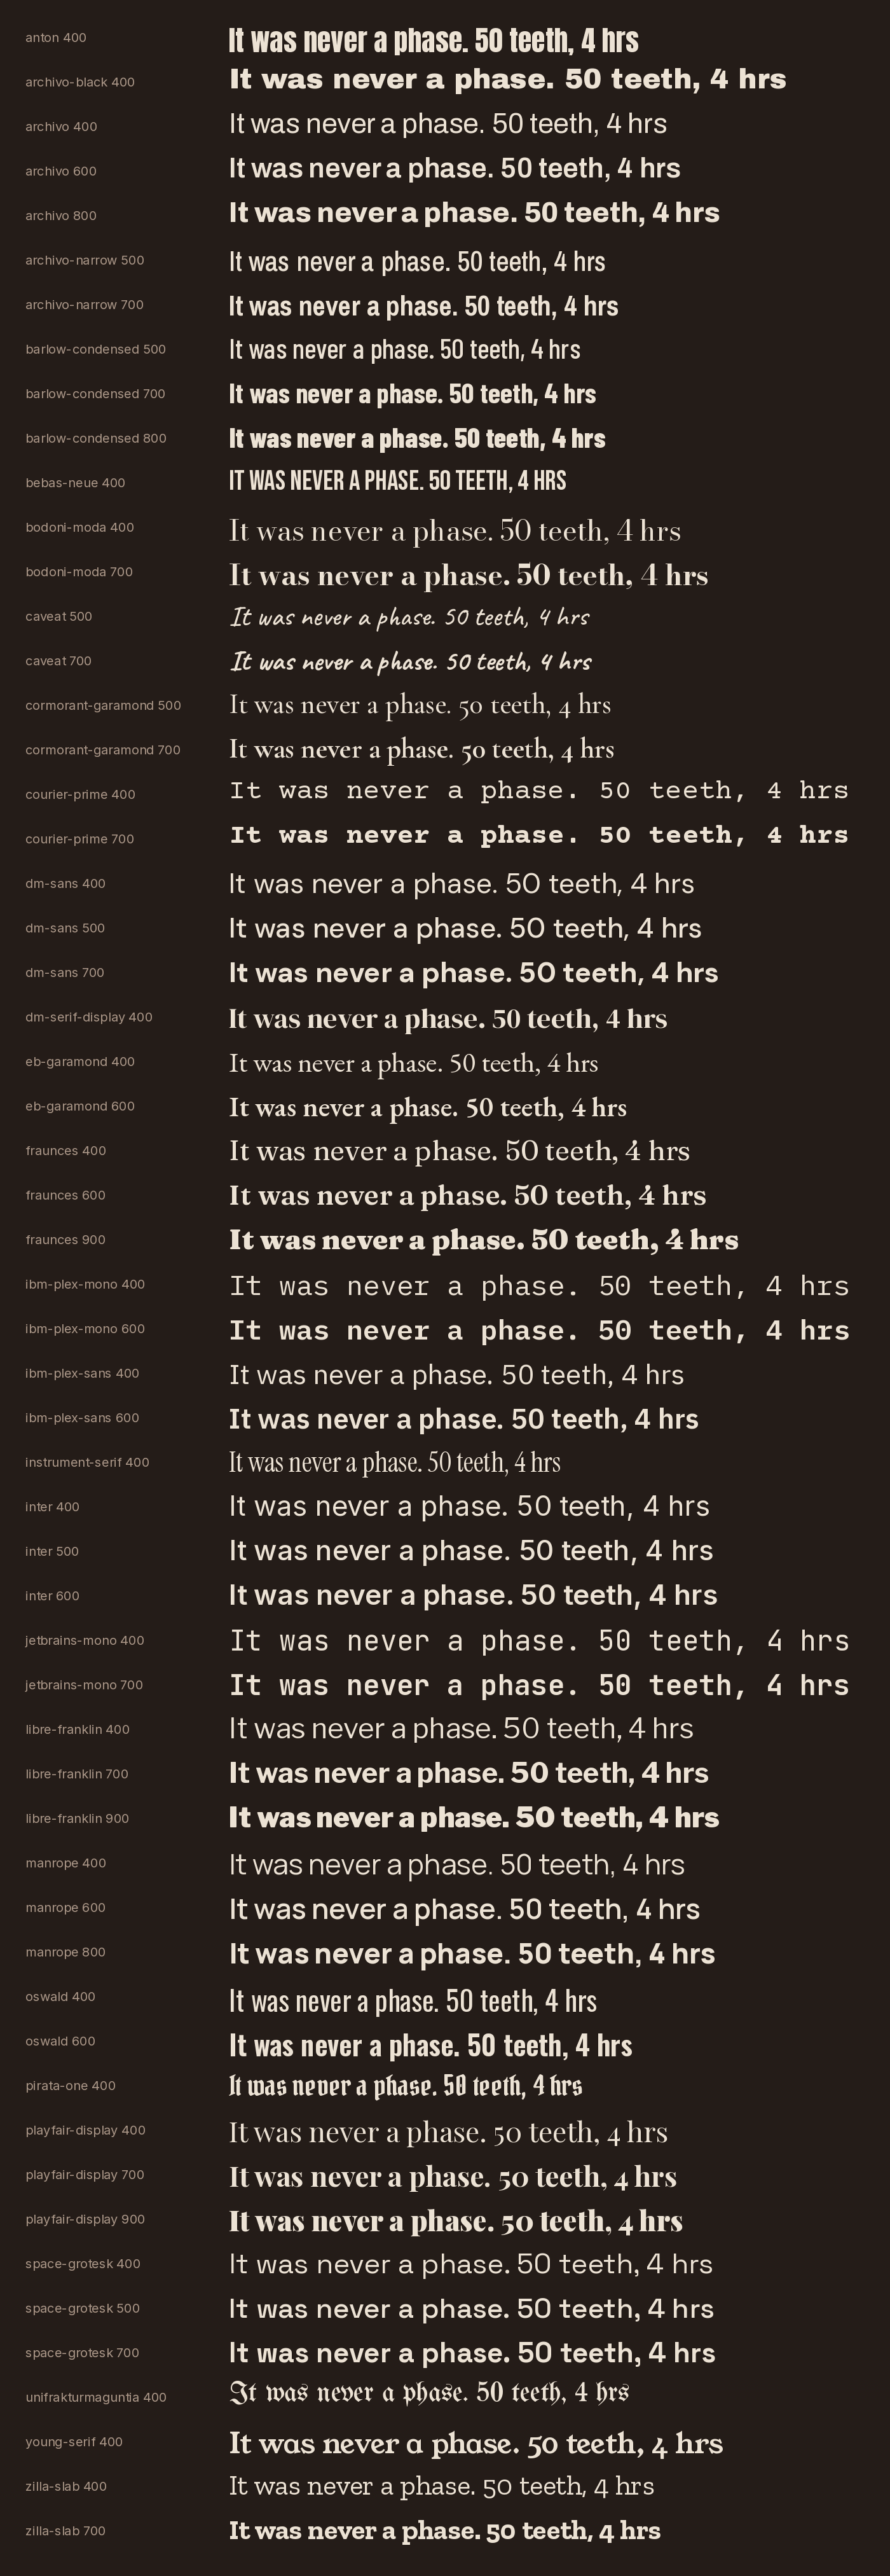 anton 400 It was never a phase. 50 teeth, 4 hrs
archivo-black 400 It was never a phase. 50 teeth, 4 hrs
archivo 400 It was never a phase. 50 teeth, 4 hrs
archivo 600 It was never a phase. 50 teeth, 4 hrs
archivo 800 It was never a phase. 50 teeth, 4 hrs
archivo-narrow 500 It was never a phase. 50 teeth, 4 hrs
archivo-narrow 700 It was never a phase. 50 teeth, 4 hrs
barlow-condensed 500 It was never a phase. 50 teeth, 4 hrs
barlow-condensed 700 It was never a phase. 50 teeth, 4 hrs
barlow-condensed 800 It was never a phase. 50 teeth, 4 hrs
bebas-neue 400 IT WAS NEVER A PHASE. 50 TEETH, 4 HRS
bodoni-moda 400 It was never a phase. 50 teeth, 4 hrs
bodoni-moda 700 It was never a phase. 50 teeth, 4 hrs
caveat 500 It was never a phase. 50 teeth, 4 hrs
caveat 700 It was never a phase. 50 teeth, 4 hrs
cormorant-garamond 500 It was never a phase. 50 teeth, 4 hrs
cormorant-garamond 700 It was never a phase. 50 teeth, 4 hrs
courier-prime 400 It was never a phase. 50 teeth, 4 hrs
courier-prime 700 It was never a phase. 50 teeth, 4 hrs
dm-sans 400 It was never a phase. 50 teeth, 4 hrs
dm-sans 500 It was never a phase. 50 teeth, 4 hrs
dm-sans 700 It was never a phase. 50 teeth, 4 hrs
dm-serif-display 400 It was never a phase. 50 teeth, 4 hrs
eb-garamond 400 It was never a phase. 50 teeth, 4 hrs
eb-garamond 600 It was never a phase. 50 teeth, 4 hrs
fraunces 400 It was never a phase. 50 teeth, 4 hrs
fraunces 600 It was never a phase. 50 teeth, 4 hrs
fraunces 900 It was never a phase. 50 teeth, 4 hrs
ibm-plex-mono 400 It was never a phase. 50 teeth, 4 hrs
ibm-plex-mono 600 It was never a phase. 50 teeth, 4 hrs
ibm-plex-sans 400 It was never a phase. 50 teeth, 4 hrs
ibm-plex-sans 600 It was never a phase. 50 teeth, 4 hrs
instrument-serif 400 It was never a phase. 50 teeth, 4 hrs
inter 400 It was never a phase. 50 teeth, 4 hrs
inter 500 It was never a phase. 50 teeth, 4 hrs
inter 600 It was never a phase. 50 teeth, 4 hrs
jetbrains-mono 400 It was never a phase. 50 teeth, 4 hrs
jetbrains-mono 700 It was never a phase. 50 teeth, 4 hrs
libre-franklin 400 It was never a phase. 50 teeth, 4 hrs
libre-franklin 700 It was never a phase. 50 teeth, 4 hrs
libre-franklin 900 It was never a phase. 50 teeth, 4 hrs
manrope 400 It was never a phase. 50 teeth, 4 hrs
manrope 600 It was never a phase. 50 teeth, 4 hrs
manrope 800 It was never a phase. 50 teeth, 4 hrs
oswald 400 It was never a phase. 50 teeth, 4 hrs
oswald 600 It was never a phase. 50 teeth, 4 hrs
pirata-one 400 It was never a phase. 50 teeth, 4 hrs
playfair-display 400 It was never a phase. 50 teeth, 4 hrs
playfair-display 700 It was never a phase. 50 teeth, 4 hrs
playfair-display 900 It was never a phase. 50 teeth, 4 hrs
space-grotesk 400 It was never a phase. 50 teeth, 4 hrs
space-grotesk 500 It was never a phase. 50 teeth, 4 hrs
space-grotesk 700 It was never a phase. 50 teeth, 4 hrs
unifrakturmaguntia 400 It was never a phase. 50 teeth, 4 hrs
young-serif 400 It was never a phase. 50 teeth, 4 hrs
zilla-slab 400 It was never a phase. 50 teeth, 4 hrs
zilla-slab 700 It was never a phase. 50 teeth, 4 hrs